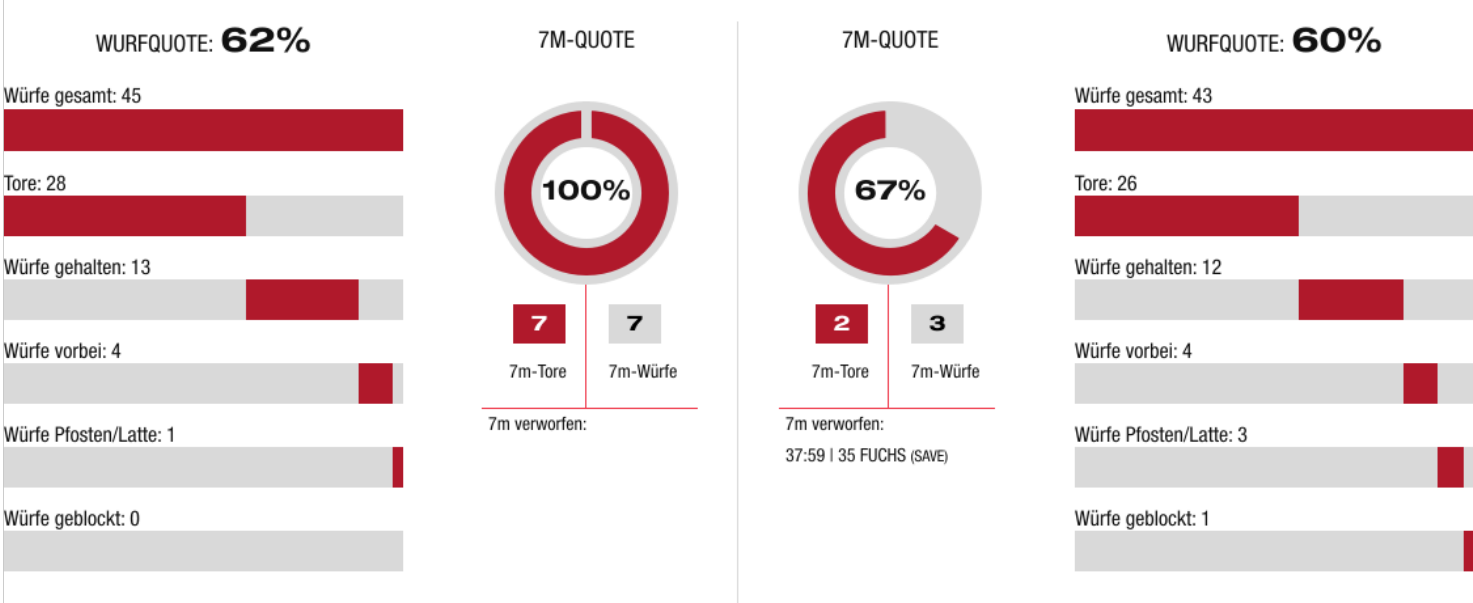 WURFQUOTE: 62%
Würfe gesamt: 45
Tore: 28
Würfe gehalten: 13
Würfe vorbei: 4
Würfe Pfosten/Latte: 1
Würfe geblockt: 0
7M-QUOTE
100%
7 7
7m-Tore 7m-Würfe
7m verworfen:
7M-QUOTE
67%
2 3
7m-Tore 7m-Würfe
7m verworfen:
37:59 | 35 FUCHS (SAVE)
WURFQUOTE: 60%
Würfe gesamt: 43
Tore: 26
Würfe gehalten: 12
Würfe vorbei: 4
Würfe Pfosten/Latte: 3
Würfe geblockt: 1